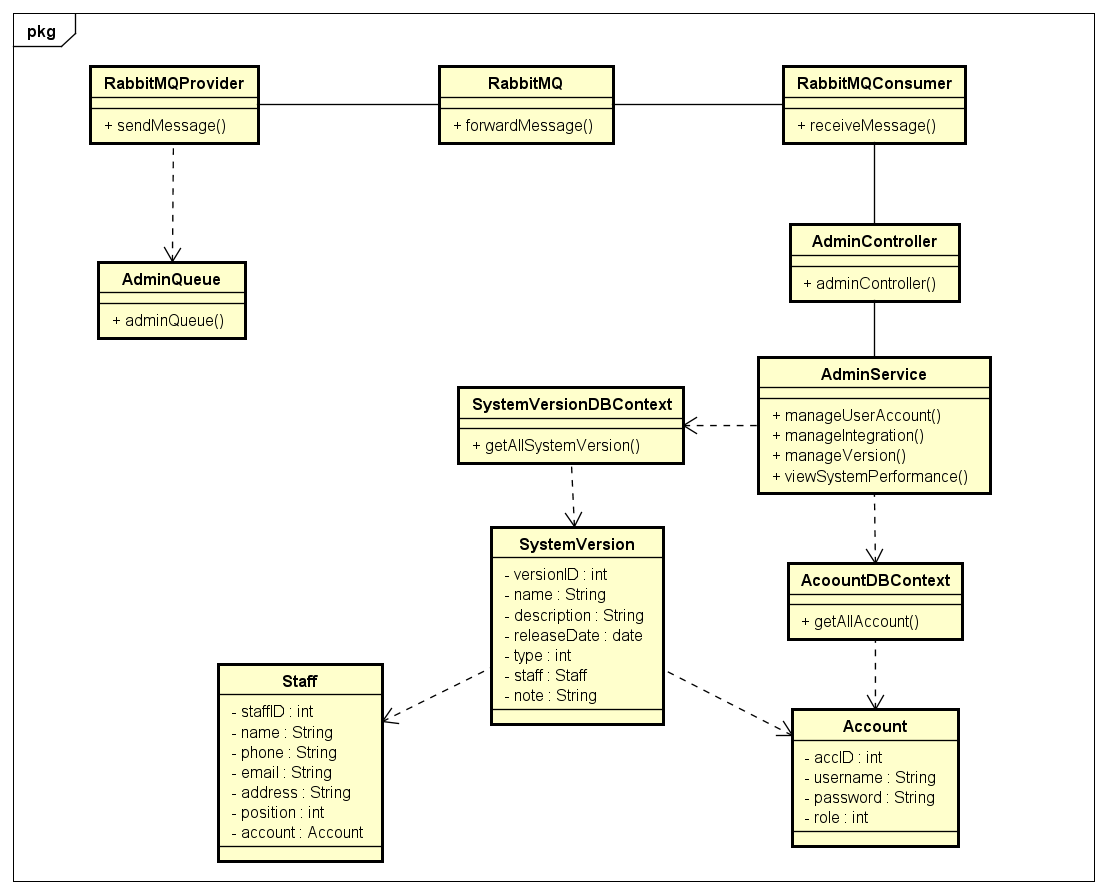 pkg
RabbitMQProvider
+ sendMessage()
RabbitMQ
+ forwardMessage()
RabbitMQConsumer
+ receiveMessage()
AdminQueue
+ adminQueue()
AdminController
+ adminController()
AdminService
+ manageUserAccount()
+ manageIntegration()
+ manageVersion()
+ viewSystemPerformance()
SystemVersionDBContext
+ getAllSystemVersion()
SystemVersion
- versionID : int
- name : String
- description : String
- releaseDate : date
- type : int
- staff : Staff
- note : String
AcoountDBContext
+ getAllAccount()
Staff
- staffID : int
- name : String
- phone : String
- email : String
- address : String
- position : int
- account : Account
Account
- accID : int
- username : String
- password : String
- role : int